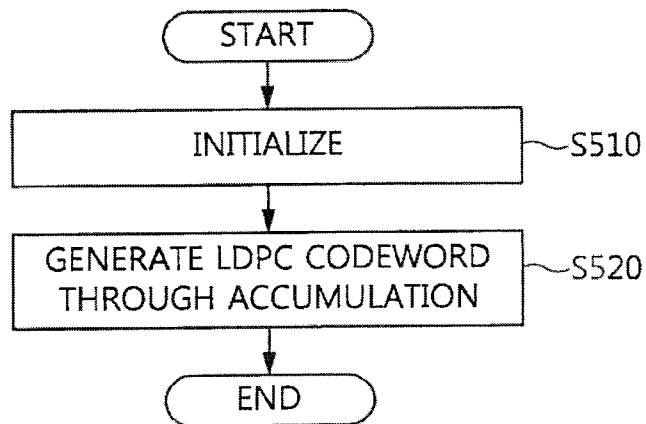 START
INITIALIZE
S510
GENERATE LDPC CODEWORD
THROUGH ACCUMULATION
S520
END